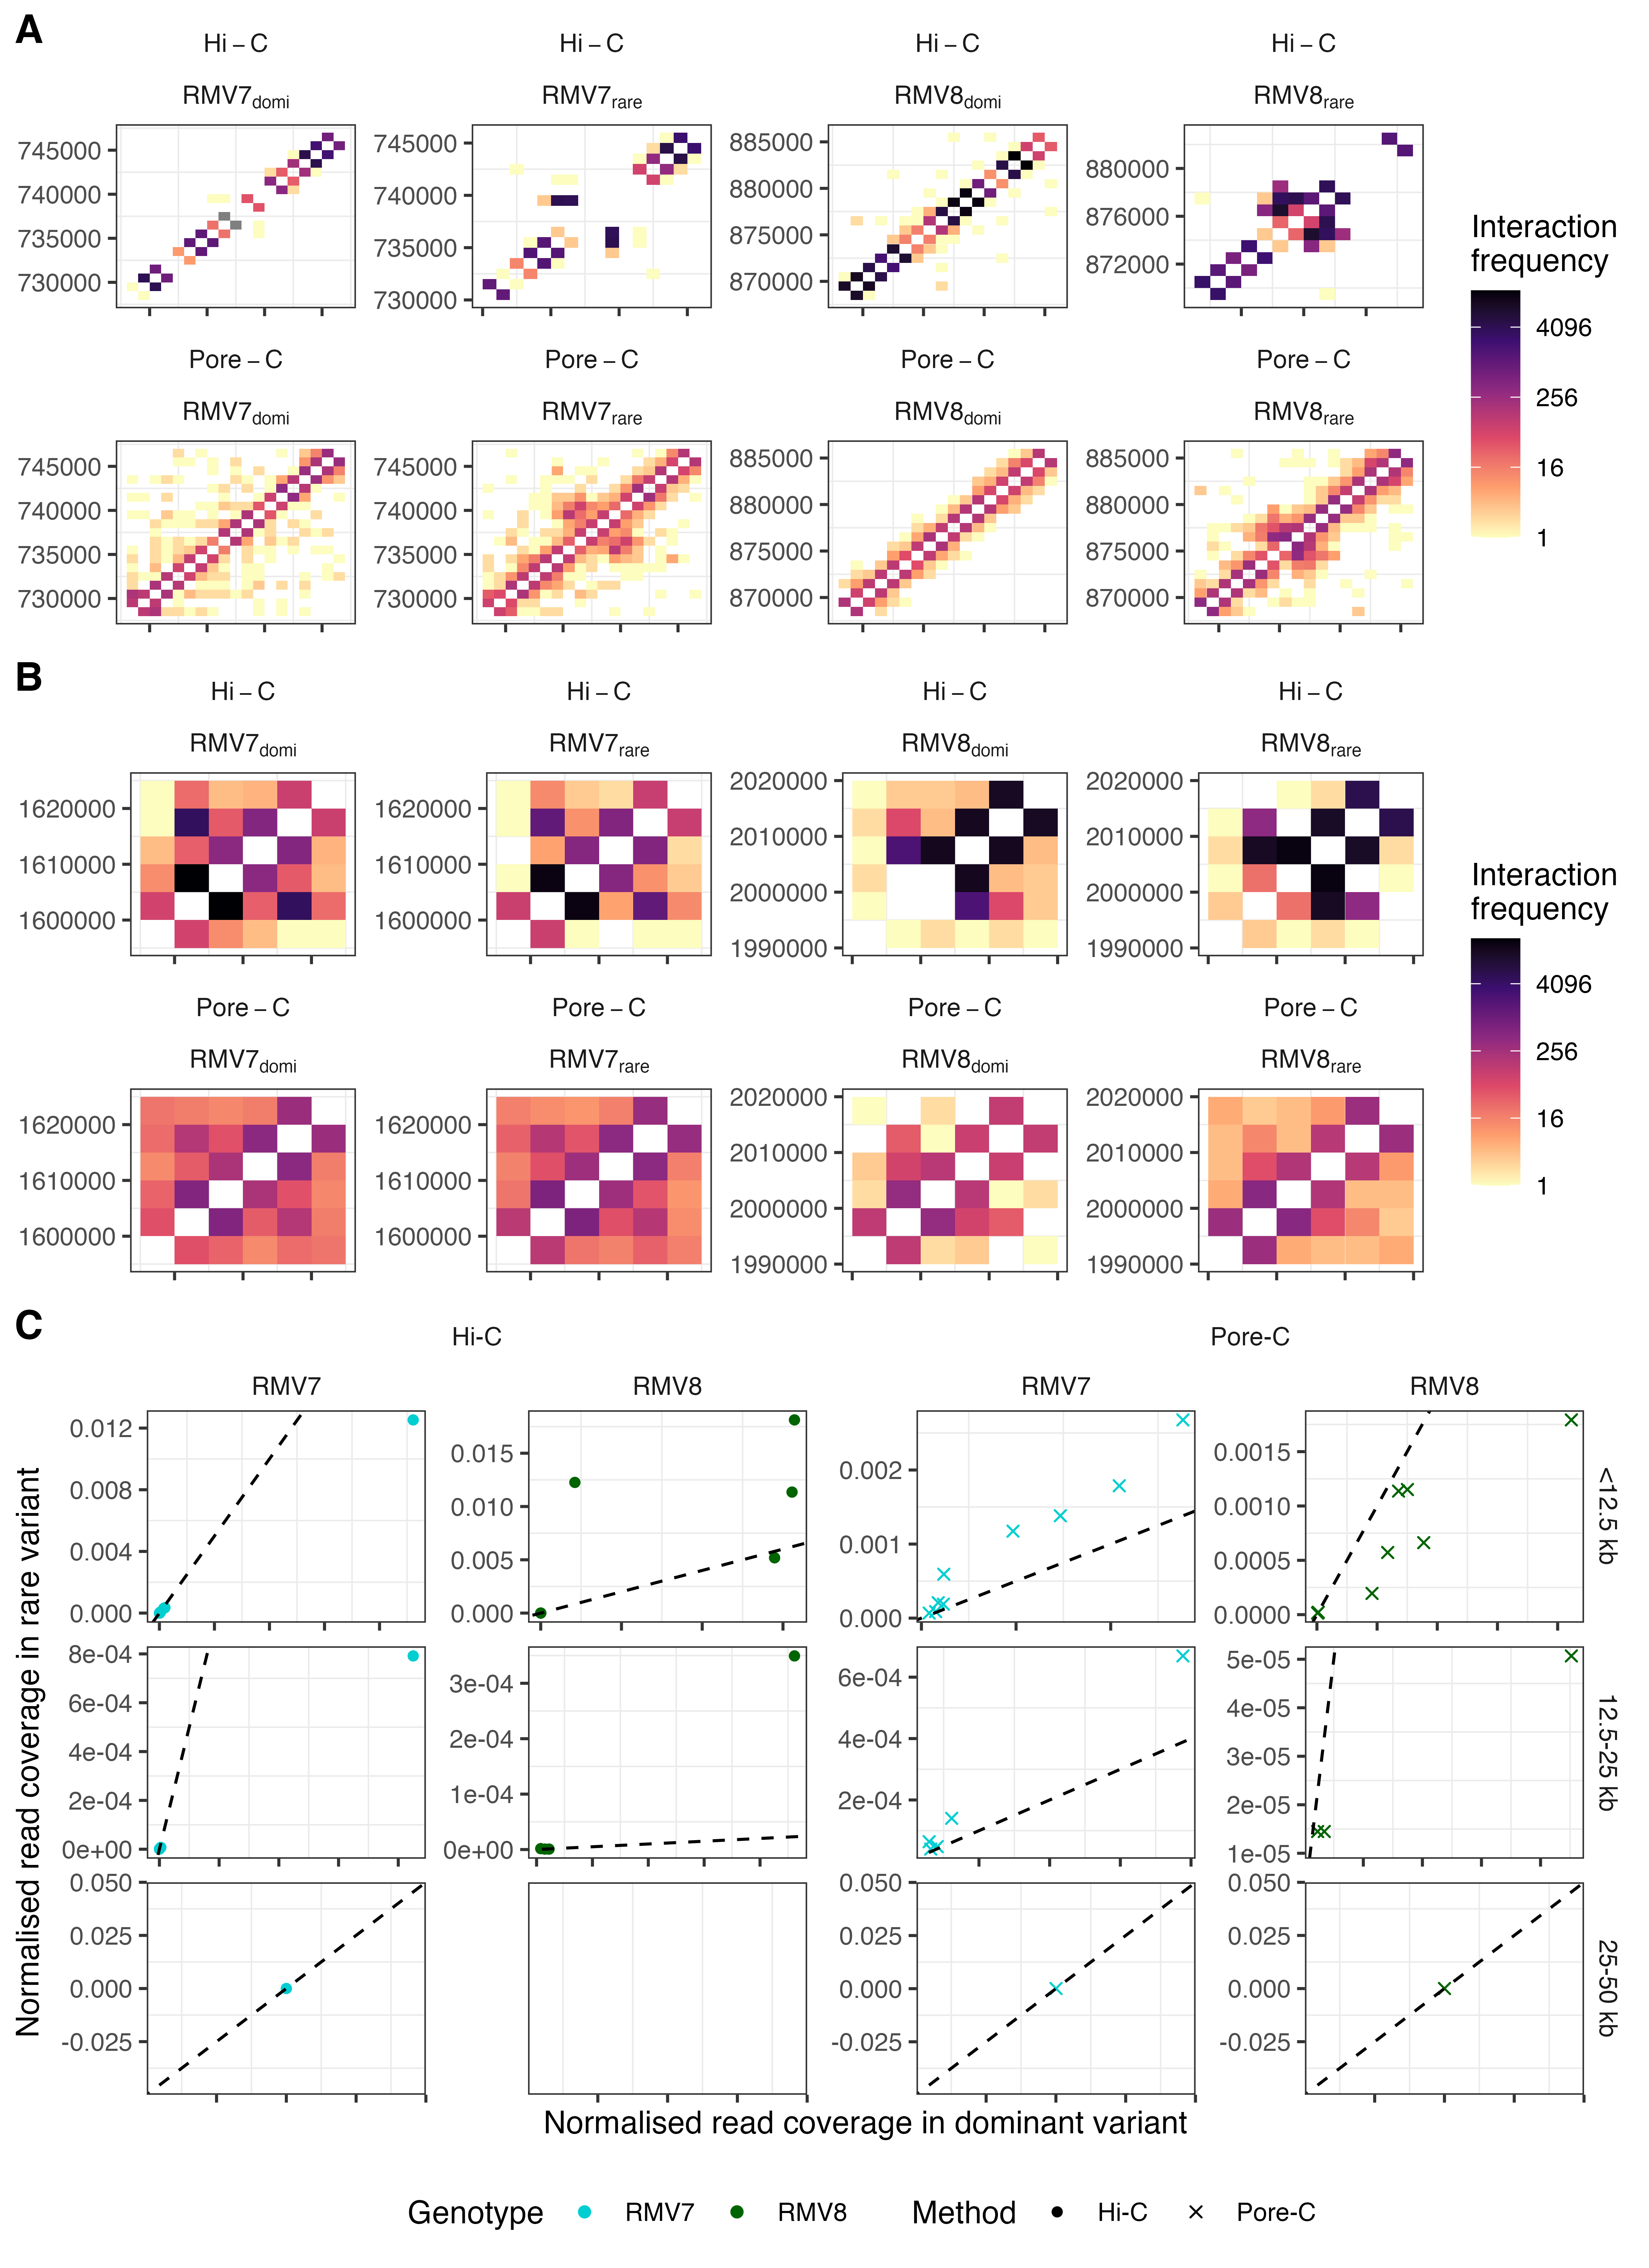 A
Hi – C Hi – C Hi – C Hi – C
RMV7domi RMV7rare RMV8domi RMV8rare
745000 740000 735000 730000
745000 740000 735000 730000
885000 880000 875000 870000
880000 876000 872000
Interaction
frequency
4096
256
16
1
Pore – C Pore – C Pore – C Pore – C
RMV7domi RMV7rare RMV8domi RMV8rare
745000 740000 735000 730000
745000 740000 735000 730000
885000 880000 875000 870000
885000 880000 875000 870000
B
Hi – C Hi – C Hi – C Hi – C
RMV7domi RMV7rare RMV8domi RMV8rare
1620000 1610000 1600000
1620000 1610000 1600000
2020000 2010000 2000000 1990000
2020000 2010000 2000000 1990000
Interaction
frequency
4096
256
16
1
Pore – C Pore – C Pore – C Pore – C
RMV7domi RMV7rare RMV8domi RMV8rare
1620000 1610000 1600000
1620000 1610000 1600000
2020000 2010000 2000000 1990000
2020000 2010000 2000000 1990000
C
Hi-C Pore-C
RMV7 RMV8 RMV7 RMV8
Normalised read coverage in rare variant
0.012 0.008 0.004 0.000
0.015 0.010 0.005 0.000
0.002 0.001 0.000
0.0015 0.0010 0.0005 0.0000
<12.5 kb
8e-04 6e-04 4e-04 2e-04 0e+00
3e-04 2e-04 1e-04 0e+00
6e-04 4e-04 2e-04
5e-05 4e-05 3e-05 2e-05 1e-05
12.5-25 kb
0.050 0.025 0.000 -0.025
0.050 0.025 0.000 -0.025
0.050 0.025 0.000 -0.025
25-50 kb
Normalised read coverage in dominant variant
Genotype RMV7 RMV8 Method Hi-C Pore-C